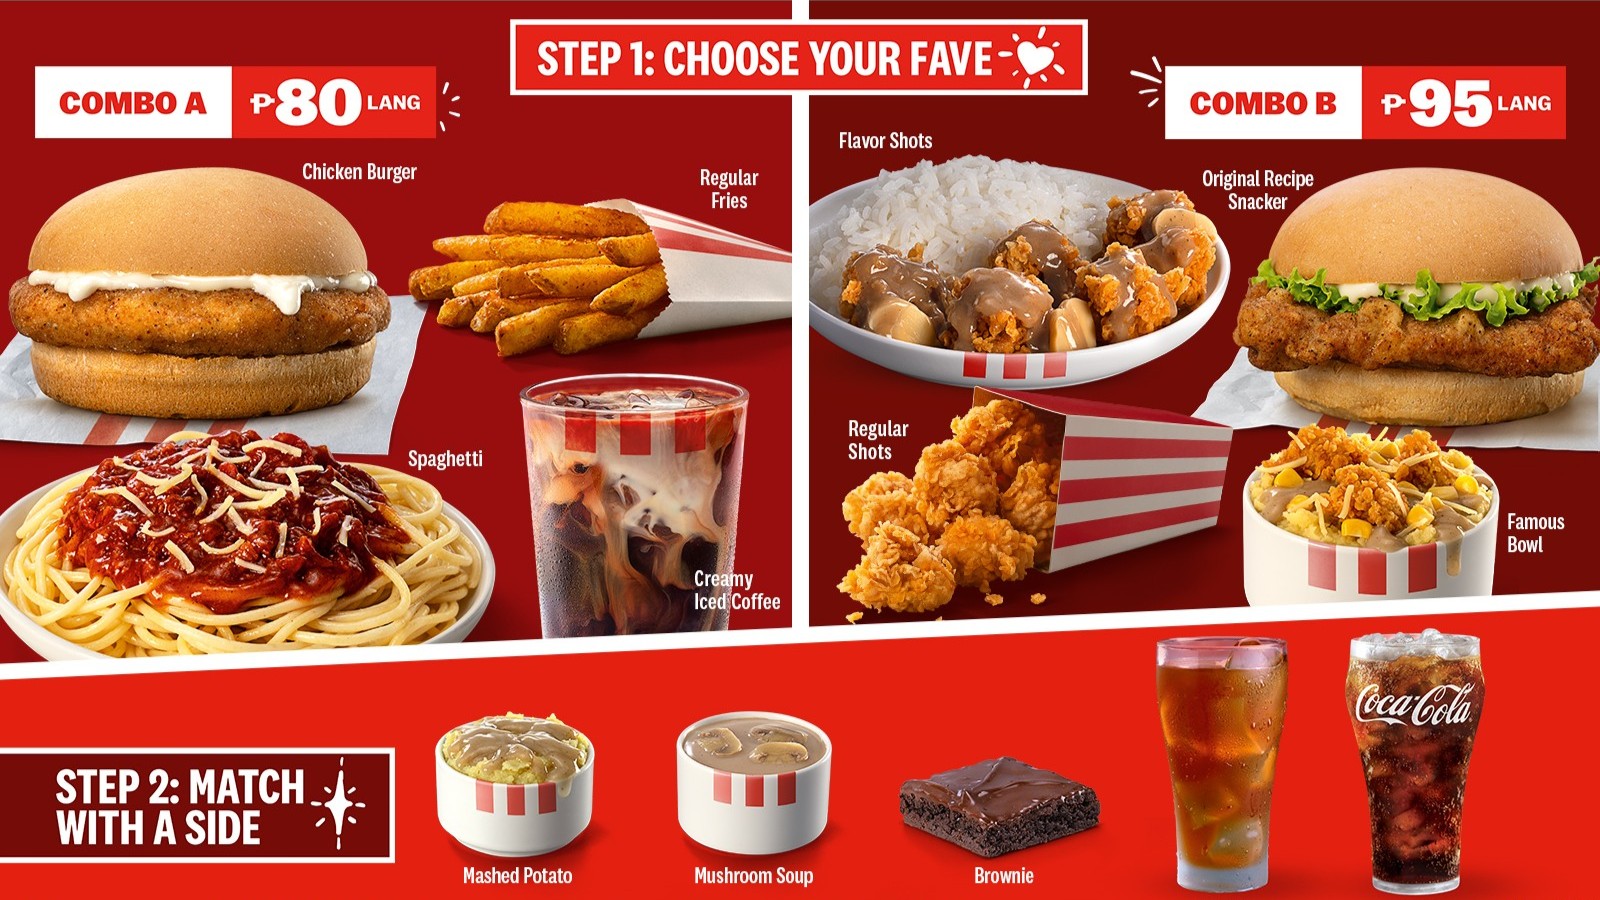 STEP 1: CHOOSE YOUR FAVE
COMBO A ₱80 LANG
Chicken Burger
Regular
Fries
Spaghetti
Creamy
Iced Coffee
COMBO B ₱95 LANG
Flavor Shots
Original Recipe
Snacker
Regular
Shots
Famous
Bowl
STEP 2: MATCH
WITH A SIDE
Mashed Potato
Mushroom Soup
Brownie
Coca-Cola